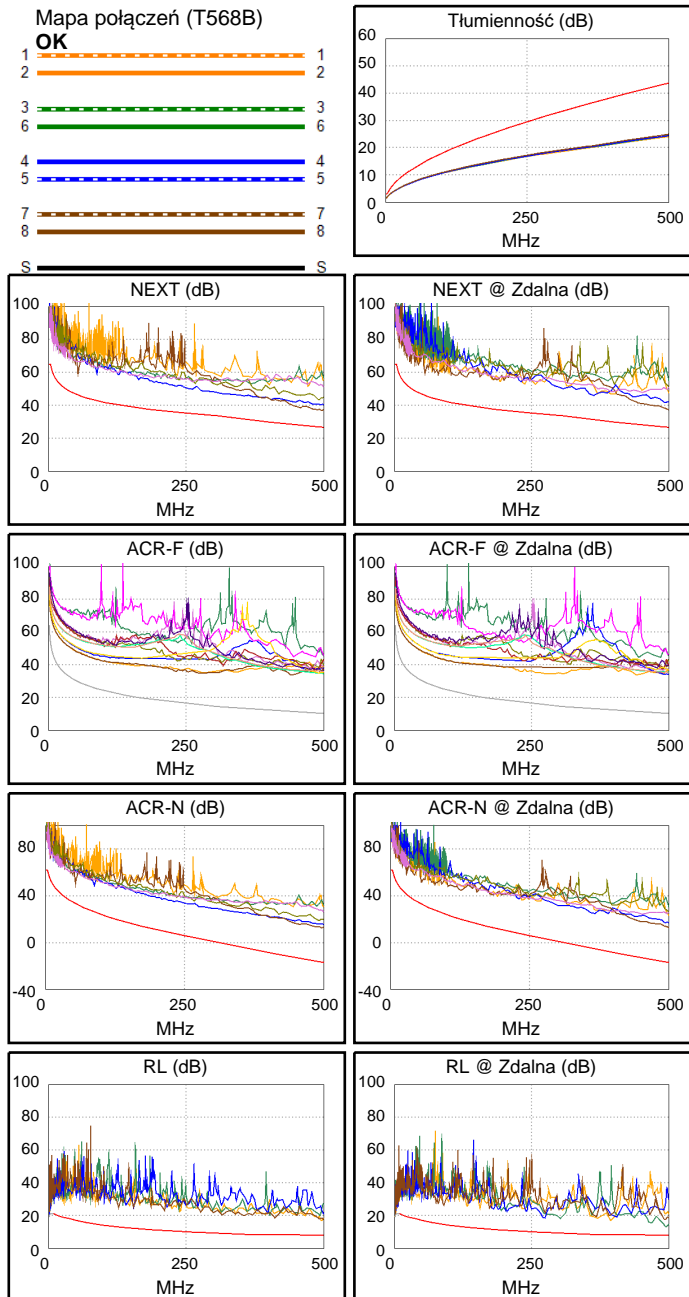 Mapa połączeń (T568B)
OK
1 1
2 2
3 3
6 6
4 4
5 5
7 7
8 8
S S
Tłumienność (dB)
60
50
40
30
20
10
0
0 250 500
MHz
NEXT (dB)
100
80
60
40
20
0
0 250 500
MHz
NEXT @ Zdalna (dB)
100
80
60
40
20
0
0 250 500
MHz
ACR-F (dB)
100
80
60
40
20
0
0 250 500
MHz
ACR-F @ Zdalna (dB)
100
80
60
40
20
0
0 250 500
MHz
ACR-N (dB)
80
40
0
-40
0 250 500
MHz
ACR-N @ Zdalna (dB)
80
40
0
-40
0 250 500
MHz
RL (dB)
100
80
60
40
20
0
0 250 500
MHz
RL @ Zdalna (dB)
100
80
60
40
20
0
0 250 500
MHz